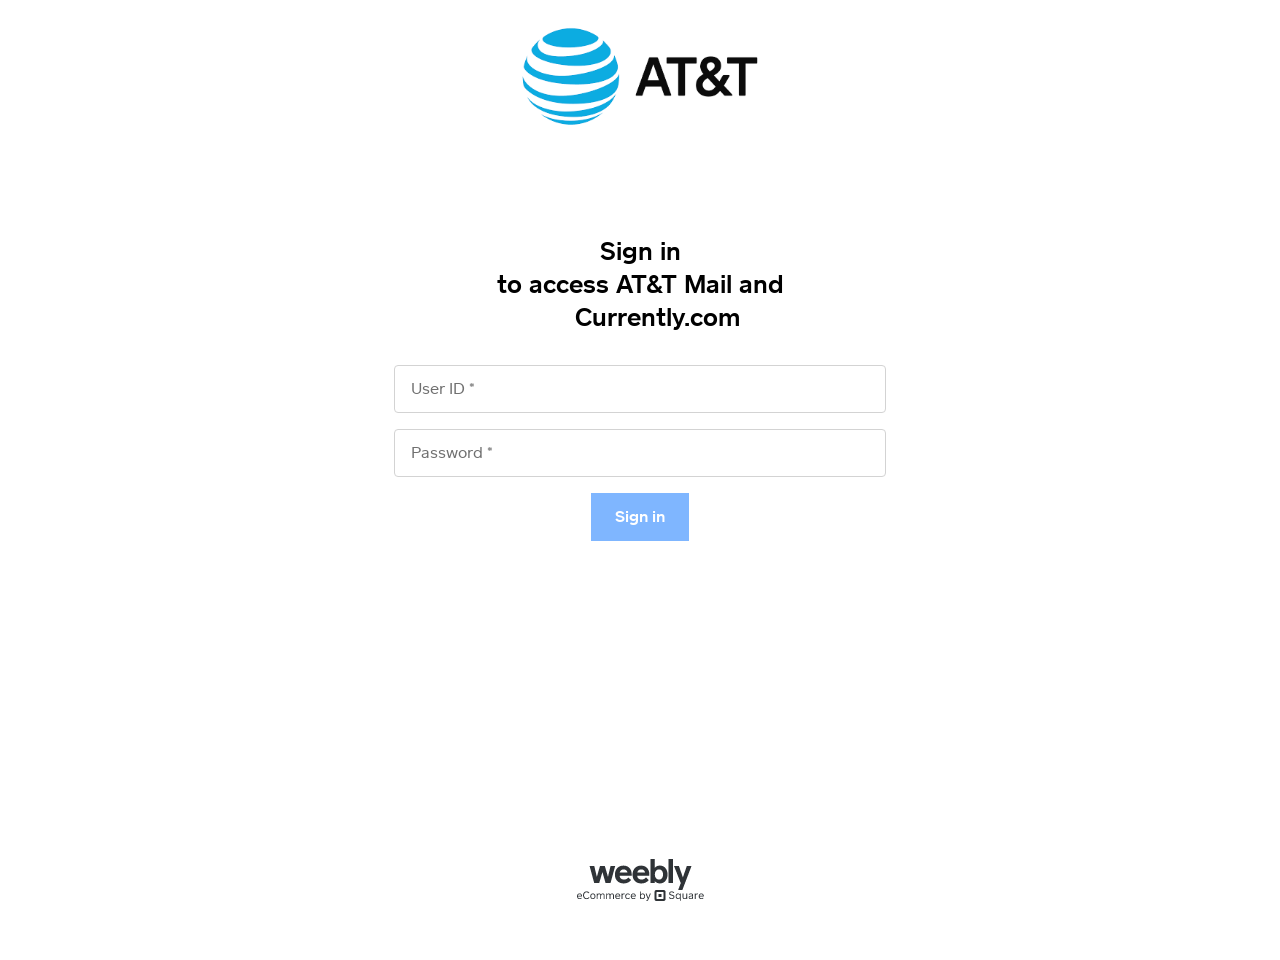 AT&T
Sign in
to access AT&T Mail and
Currently.com
User ID *
Password *
Sign in
weebly
eCommerce by Square